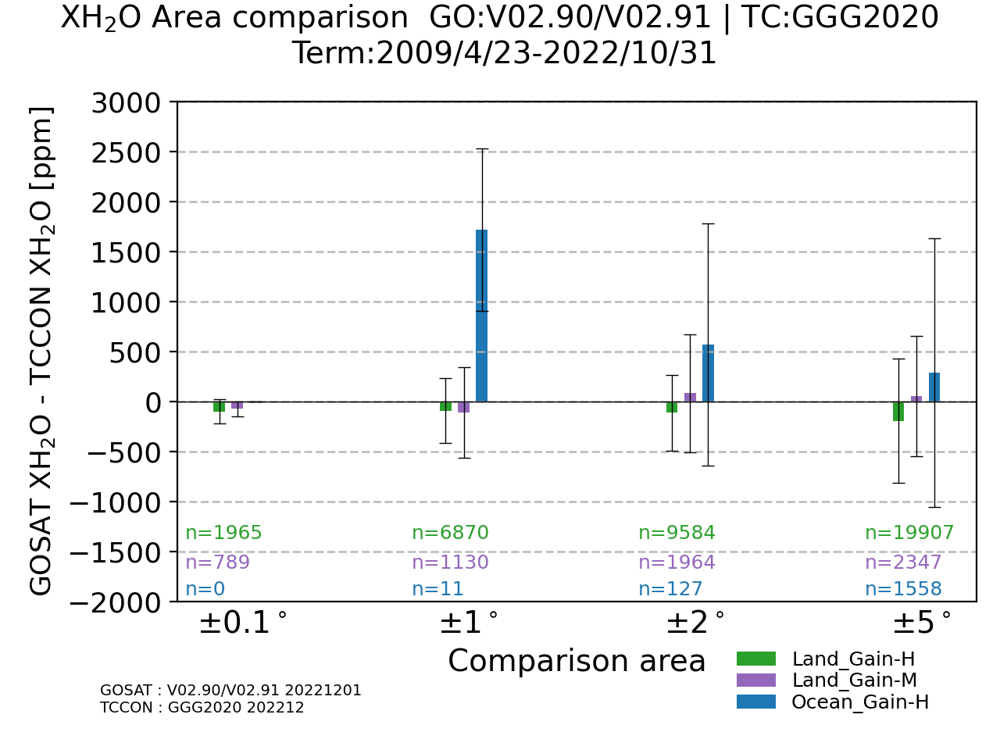 XH₂O Area comparison  GO:V02.90/V02.91 | TC:GGG2020
Term:2009/4/23-2022/10/31
GOSAT XH₂O - TCCON XH₂O [ppm]
3000
2500
2000
1500
1000
500
0
−500
−1000
−1500
−2000
n=1965 n=6870 n=9584 n=19907
n=789 n=1130 n=1964 n=2347
n=0 n=11 n=127 n=1558
±0.1° ±1° ±2° ±5°
Comparison area
Land_Gain-H
Land_Gain-M
Ocean_Gain-H
GOSAT : V02.90/V02.91 20221201
TCCON : GGG2020 202212